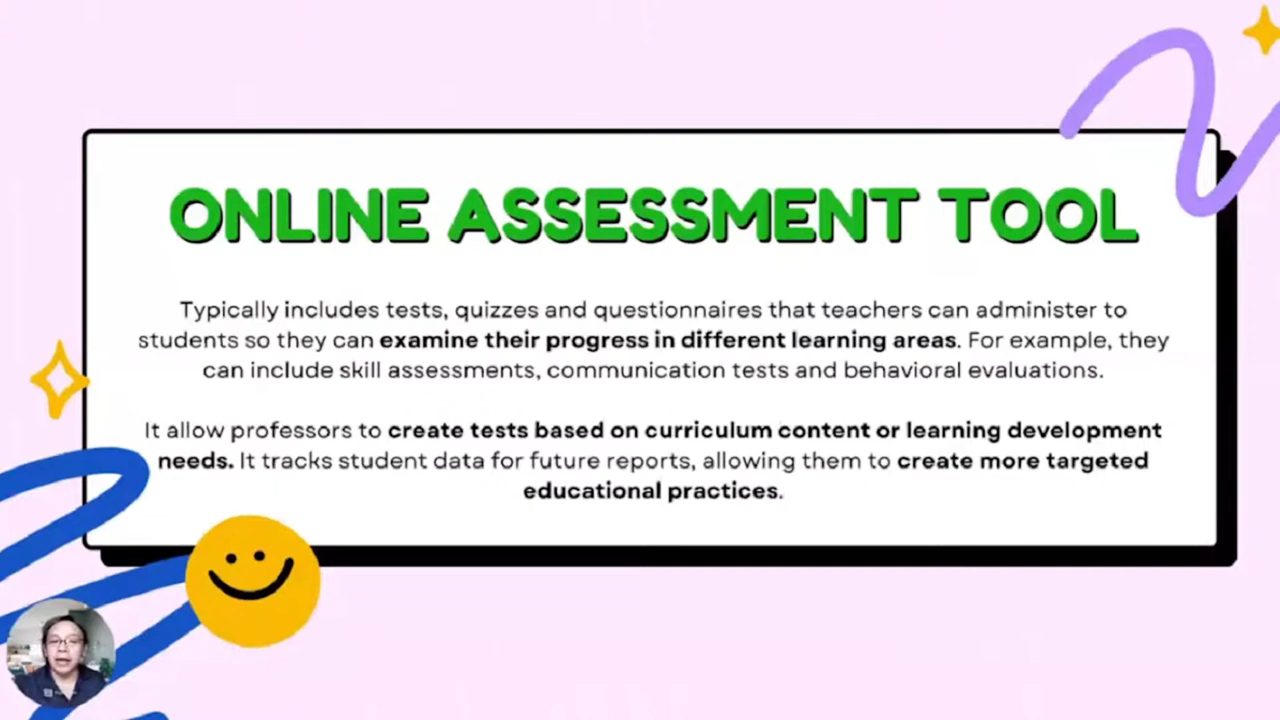 ONLINE ASSESSMENT TOOL
Typically includes tests, quizzes and questionnaires that teachers can administer to
students so they can examine their progress in different learning areas. For example, they
can include skill assessments, communication tests and behavioral evaluations.
It allow professors to create tests based on curriculum content or learning development
needs. It tracks student data for future reports, allowing them to create more targeted
educational practices.